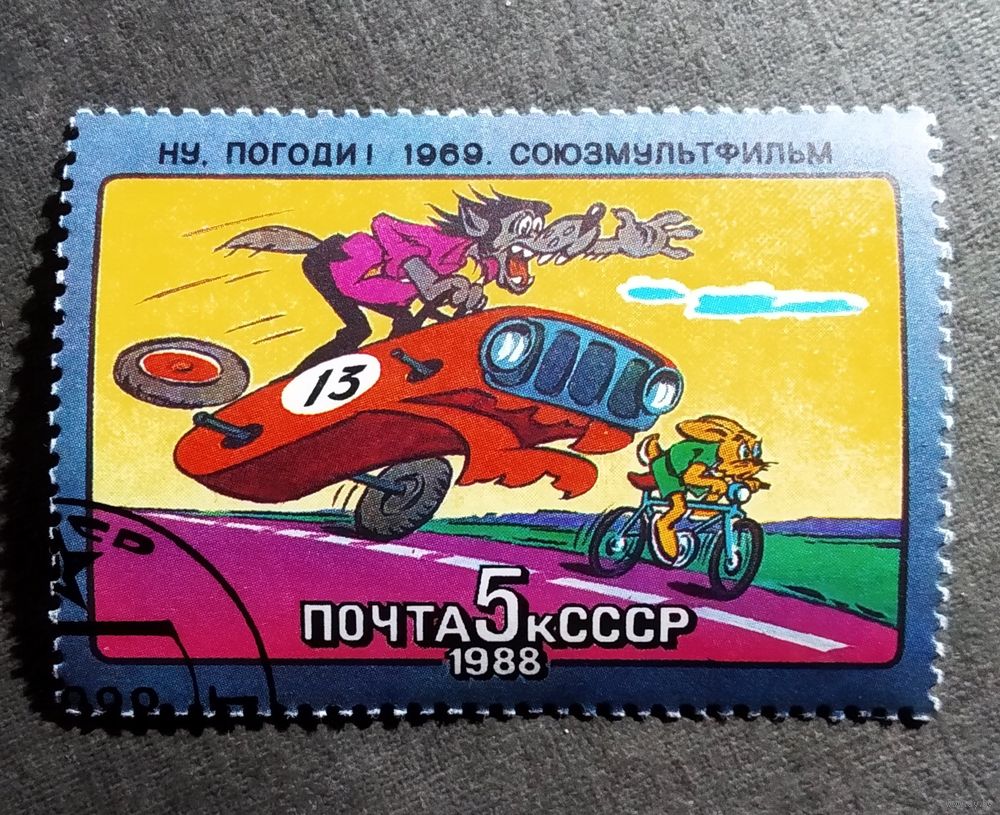 НУ, ПОГОДИ! 1969. СОЮЗМУЛЬТФИЛЬМ
13
ПОЧТА 5 к СССР
1988